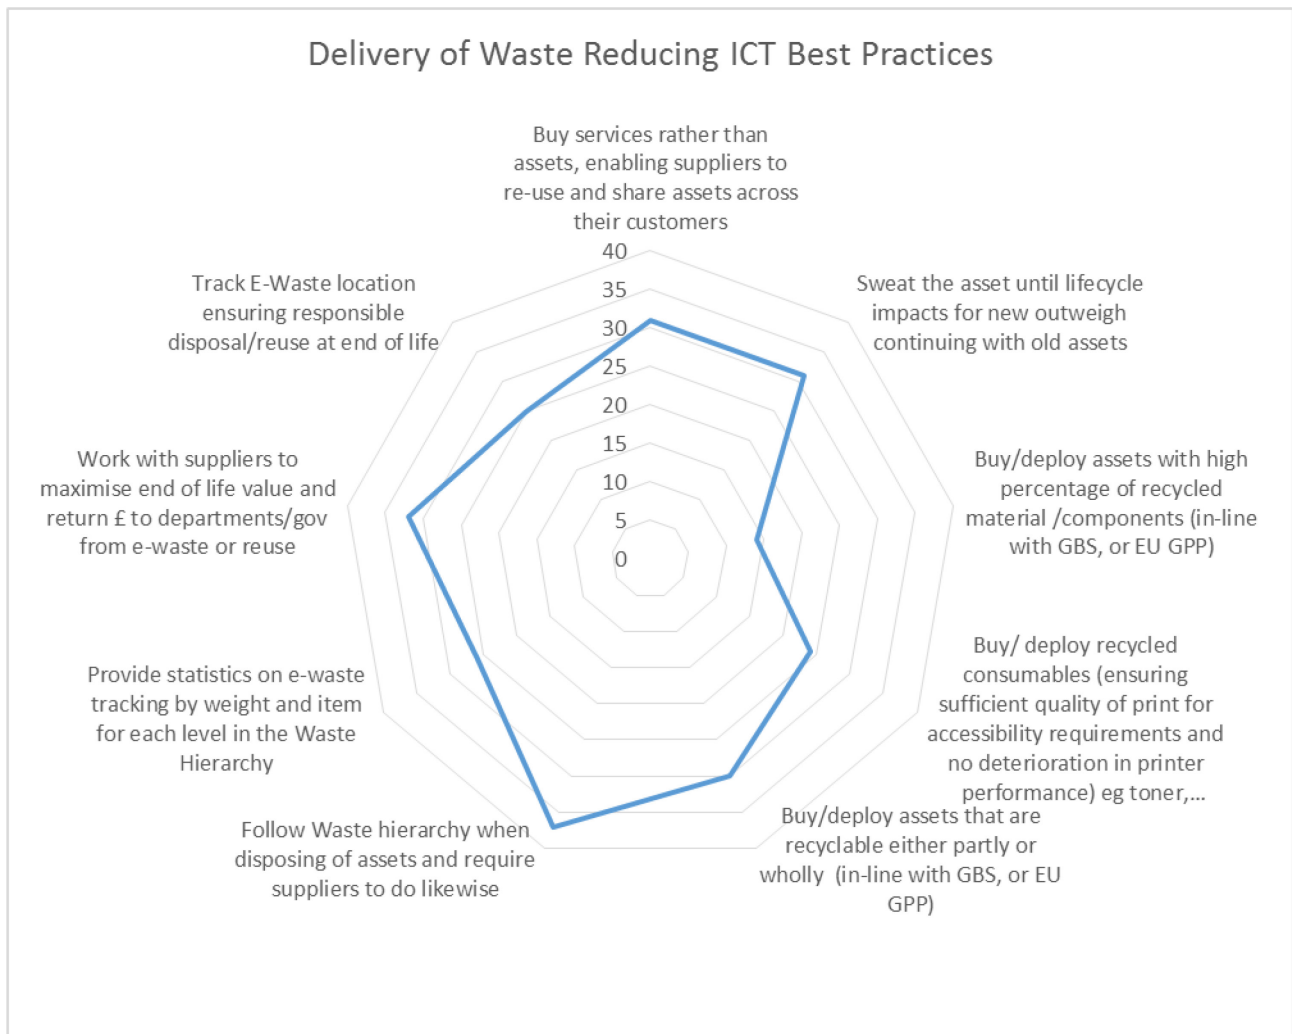 Delivery of Waste Reducing ICT Best Practices
Buy services rather than
assets, enabling suppliers to
re-use and share assets across
their customers
Sweat the asset until lifecycle
impacts for new outweigh
continuing with old assets
Buy/deploy assets with high
percentage of recycled
material /components (in-line
with GBS, or EU GPP)
Buy/ deploy recycled
consumables (ensuring
sufficient quality of print for
accessibility requirements and
no deterioration in printer
performance) eg toner,...
Buy/deploy assets that are
recyclable either partly or
wholly  (in-line with GBS, or EU
GPP)
Follow Waste hierarchy when
disposing of assets and require
suppliers to do likewise
Provide statistics on e-waste
tracking by weight and item
for each level in the Waste
Hierarchy
Work with suppliers to
maximise end of life value and
return £ to departments/gov
from e-waste or reuse
Track E-Waste location
ensuring responsible
disposal/reuse at end of life
40
35
30
25
20
15
10
5
0